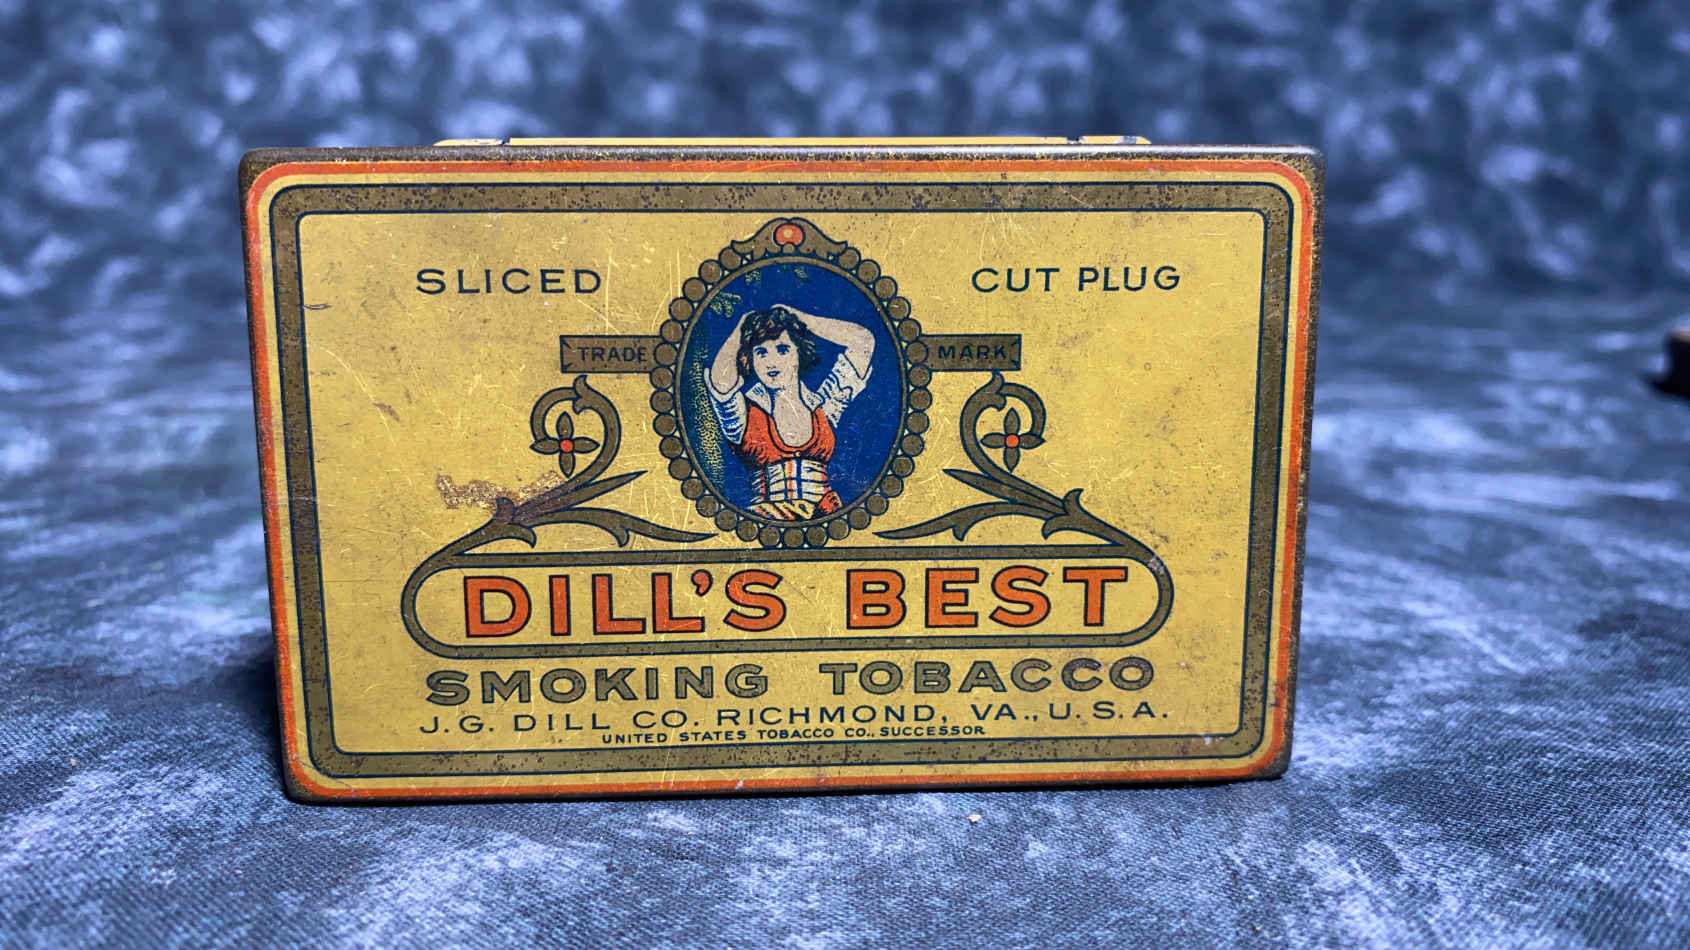 SLICED CUT PLUG
TRADE MARK
DILL'S BEST
SMOKING TOBACCO
J.G. DILL CO. RICHMOND, VA., U.S.A.
UNITED STATES TOBACCO CO., SUCCESSOR